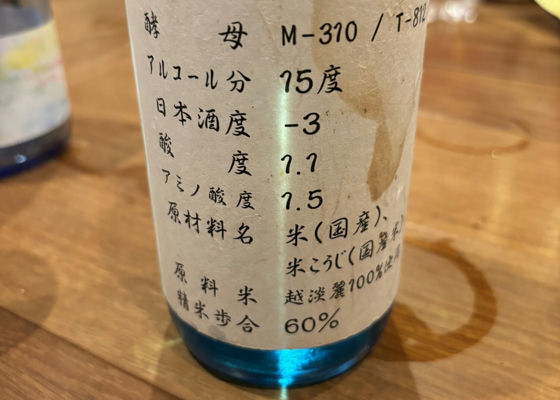 酵母 M-310 / T-812
アルコール分 15度
日本酒度 -3
酸度 1.1
アミノ酸度 1.5
原材料名 米(国産)、
米こうじ(国産米)
原料米 越淡麗100%使用
精米歩合 60%